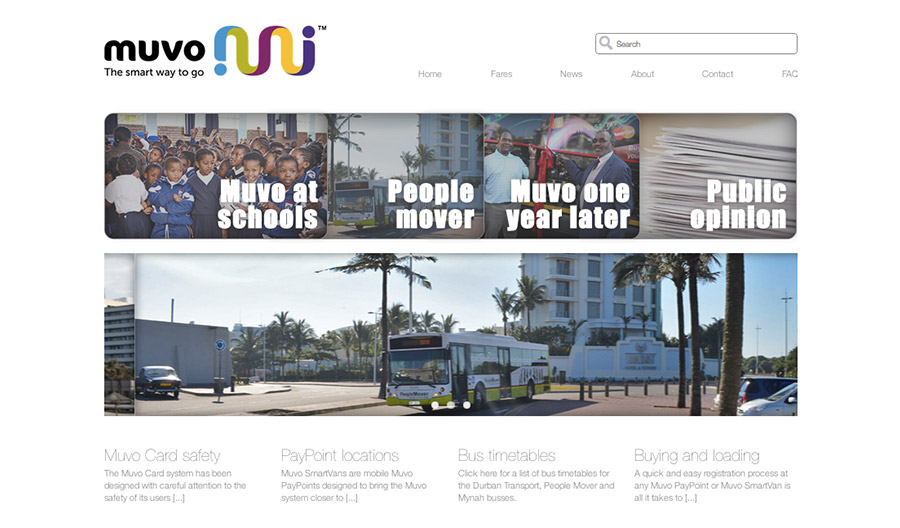 muvo
TM
The smart way to go
Search
Home Fares News About Contact FAQ
Muvo at
schools
People
mover
Muvo one
year later
Public
opinion
PeopleMover
Muvo Card safety
The Muvo Card system has been
designed with careful attention to the
safety of its users [...]
PayPoint locations
Muvo SmartVans are mobile Muvo
PayPoints designed to bring the Muvo
system closer to [...]
Bus timetables
Click here for a list of bus timetables for
the Durban Transport, People Mover and
Mynah busses.
Buying and loading
A quick and easy registration process at
any Muvo PayPoint or Muvo SmartVan is
all it takes to [...]